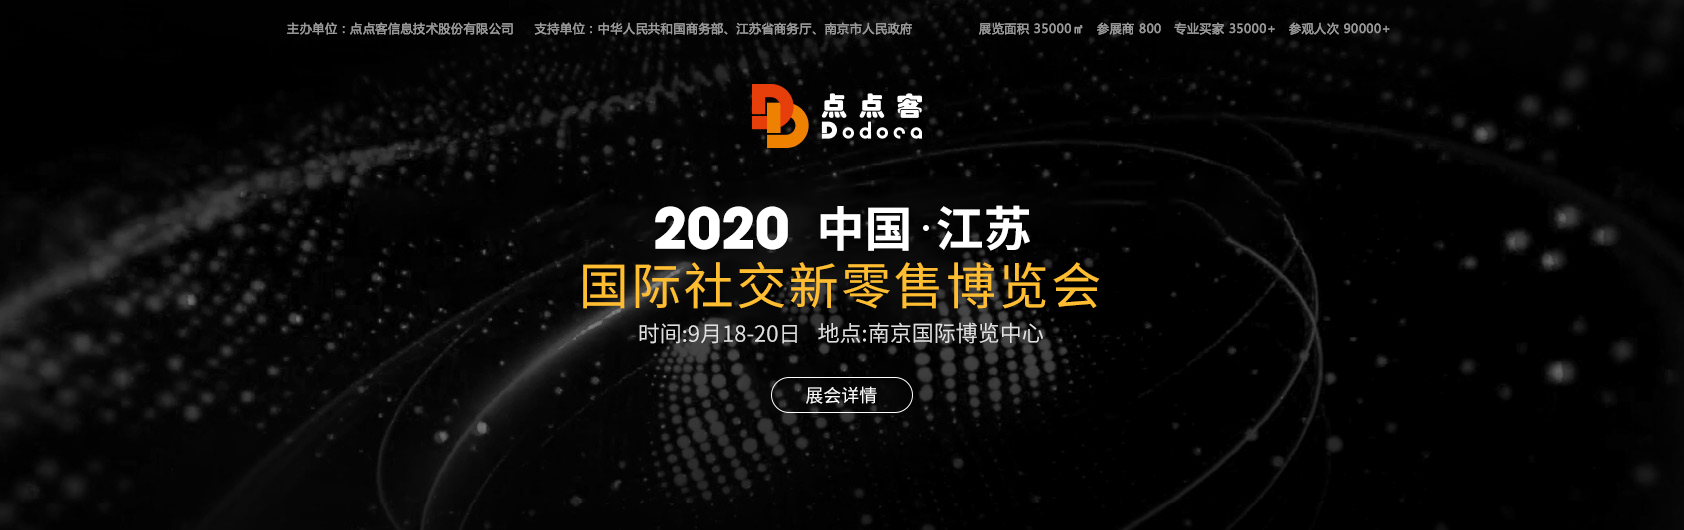 主办单位：点点客信息技术股份有限公司 支持单位：中华人民共和国商务部、江苏省商务厅、南京市人民政府 展览面积 35000㎡ 参展商 800 专业买家 35000+ 参观人次 90000+
点点客
Dodoca
2020 中国·江苏
国际社交新零售博览会
时间:9月18-20日 地点:南京国际博览中心
展会详情